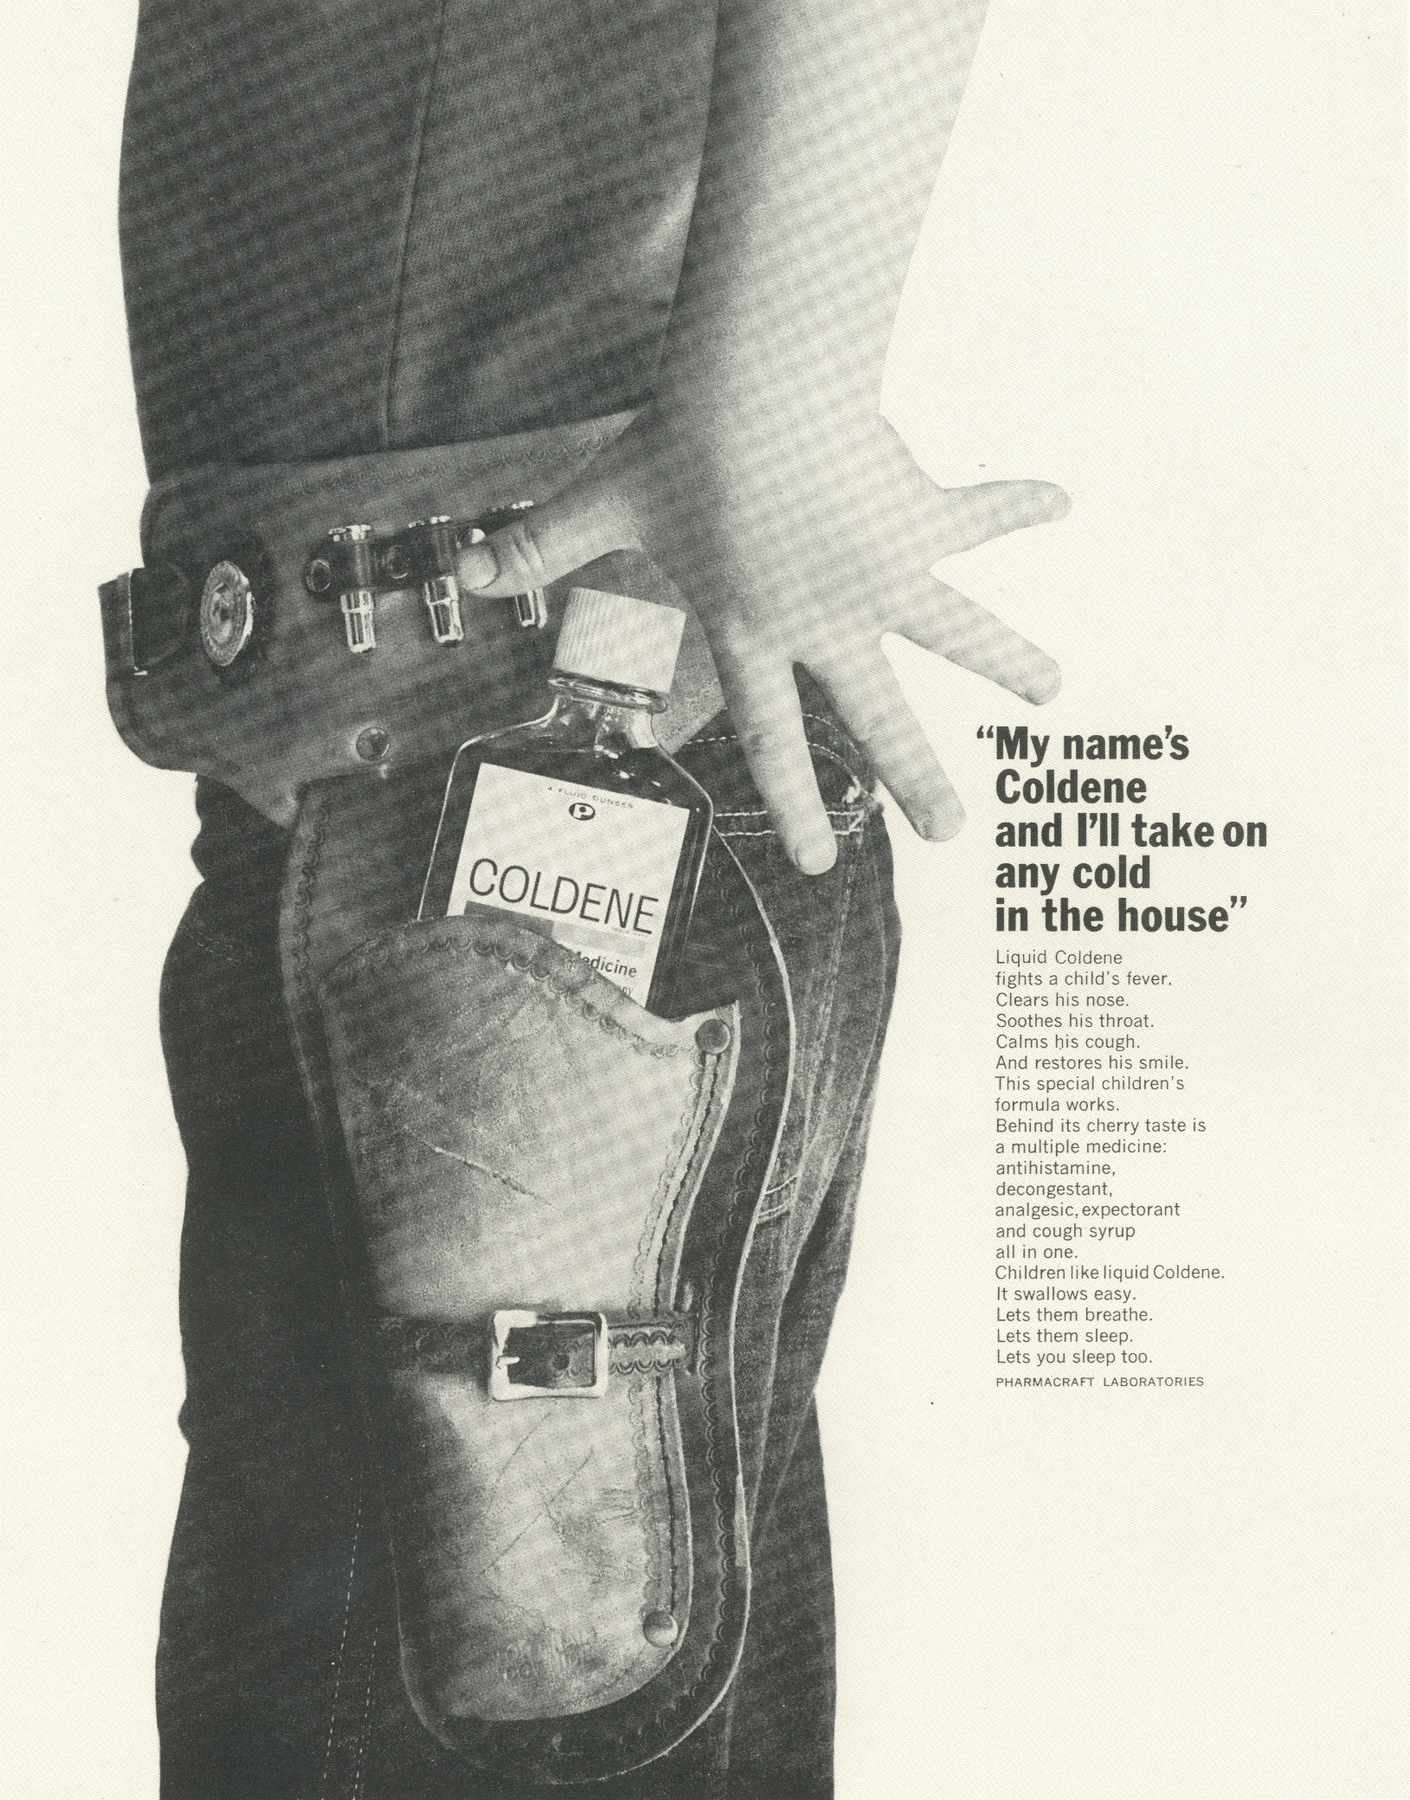 4 FLUID OUNCES
P
COLDENE
Medicine
“My name’s
Coldene
and I’ll take on
any cold
in the house”
Liquid Coldene
fights a child’s fever.
Clears his nose.
Soothes his throat.
Calms his cough.
And restores his smile.
This special children’s
formula works.
Behind its cherry taste is
a multiple medicine:
antihistamine,
decongestant,
analgesic, expectorant
and cough syrup
all in one.
Children like liquid Coldene.
It swallows easy.
Lets them breathe.
Lets them sleep.
Lets you sleep too.
PHARMACRAFT LABORATORIES